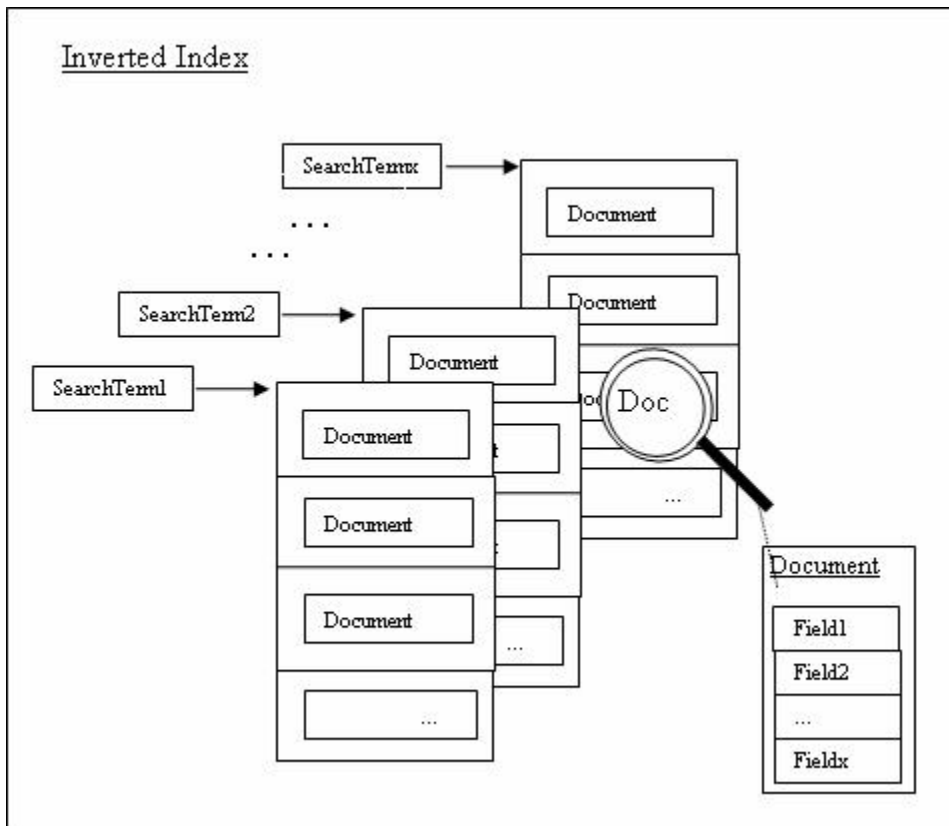 Inverted Index
SearchTermx
Document
...
...
Document
SearchTerm2
Document
SearchTerm1
Doc
Document
...
Document
Document
...
Document
Document
Field1
Field2
...
Fieldx
...